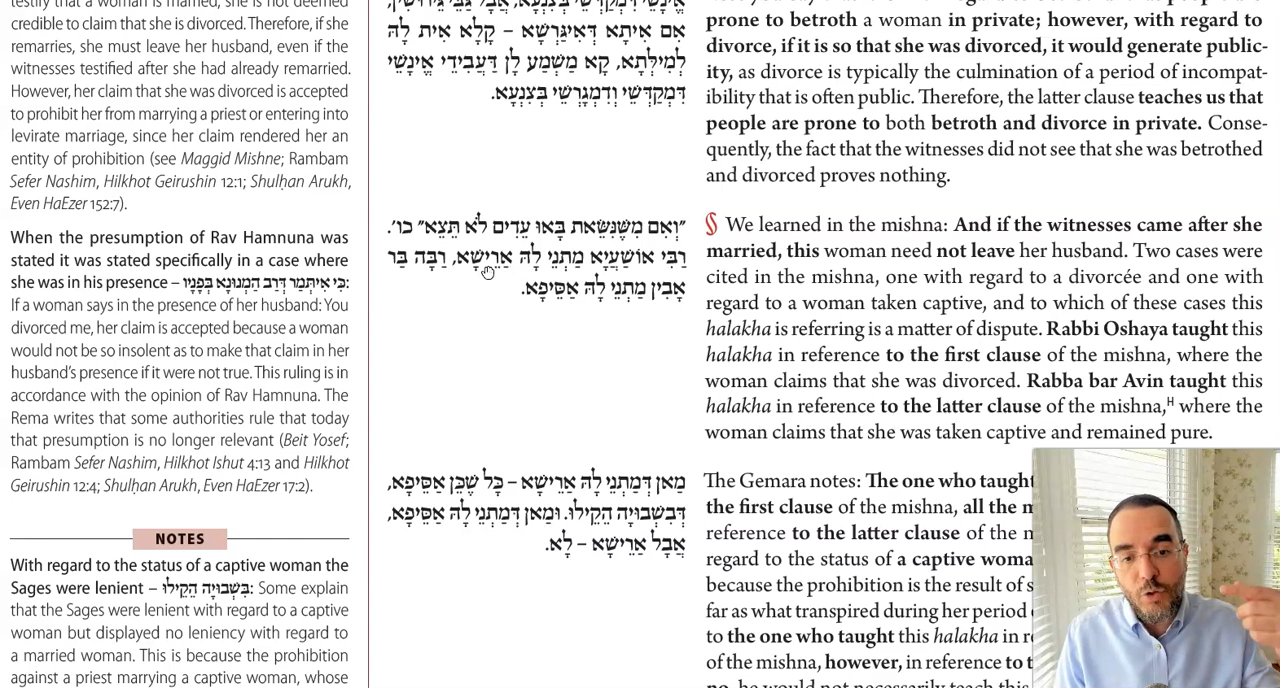 testify that a woman is married, she is not deemed
credible to claim that she is divorced. Therefore, if she
remarries, she must leave her husband, even if the
witnesses testified after she had already remarried.
However, her claim that she was divorced is accepted
to prohibit her from marrying a priest or entering into
levirate marriage, since her claim rendered her an
entity of prohibition (see Maggid Mishne; Rambam
Sefer Nashim, Hilkhot Geirushin 12:1; Shulḥan Arukh,
Even HaEzer 152:7).
When the presumption of Rav Hamnuna was
stated it was stated specifically in a case where
she was in his presence – כִּי אִיתְּמַר דְּרַב הַמְנוּנָא בְּפָנָיו:
If a woman says in the presence of her husband: You
divorced me, her claim is accepted because a woman
would not be so insolent as to make that claim in her
husband's presence if it were not true. This ruling is in
accordance with the opinion of Rav Hamnuna. The
Rema writes that some authorities rule that today
that presumption is no longer relevant (Beit Yosef;
Rambam Sefer Nashim, Hilkhot Ishut 4:13 and Hilkhot
Geirushin 12:4; Shulḥan Arukh, Even HaEzer 17:2).
NOTES
With regard to the status of a captive woman the
Sages were lenient – בִּשְׁבוּיָה הֵקֵילּוּ: Some explain
that the Sages were lenient with regard to a captive
woman but displayed no leniency with regard to
a married woman. This is because the prohibition
against a priest marrying a captive woman, whose
אִם אִיתָא דְּאִיגָּרְשָׁא – קָלָא אִית לַהּ
לְמִילְּתָא, קָא מַשְׁמַע לַן דַּעֲבִידִי אֱינָשֵׁי
דִּמְקַדְּשִׁי וְדִמְגָרְשִׁי בְּצִנְעָא.
"וְאִם מִשֶּׁנִּשֵּׂאת בָּאוּ עֵדִים לֹא תֵּצֵא" כו'.
רַבִּי אוֹשַׁעְיָא מַתְנֵי לַהּ אַרֵישָׁא, רַבָּה בַּר
אָבִין מַתְנֵי לַהּ אַסֵּיפָא.
מַאן דְּמַתְנֵי לַהּ אַרֵישָׁא – כָּל שֶׁכֵּן אַסֵּיפָא,
דְּבִשְׁבוּיָה הֵקֵילּוּ. וּמַאן דְּמַתְנֵי לַהּ אַסֵּיפָא,
אֲבָל אַרֵישָׁא – לָא.
prone to betroth a woman in private; however, with regard to
divorce, if it is so that she was divorced, it would generate public-
ity, as divorce is typically the culmination of a period of incompat-
ibility that is often public. Therefore, the latter clause teaches us that
people are prone to both betroth and divorce in private. Conse-
quently, the fact that the witnesses did not see that she was betrothed
and divorced proves nothing.
§ We learned in the mishna: And if the witnesses came after she
married, this woman need not leave her husband. Two cases were
cited in the mishna, one with regard to a divorcée and one with
regard to a woman taken captive, and to which of these cases this
halakha is referring is a matter of dispute. Rabbi Oshaya taught this
halakha in reference to the first clause of the mishna, where the
woman claims that she was divorced. Rabba bar Avin taught this
halakha in reference to the latter clause of the mishna,H where the
woman claims that she was taken captive and remained pure.
The Gemara notes: The one who taught
the first clause of the mishna, all the
reference to the latter clause of the
regard to the status of a captive
because the prohibition is the result of
far as what transpired during her period
to the one who taught this halakha in
of the mishna, however, in reference to
no, he would not necessarily teach this